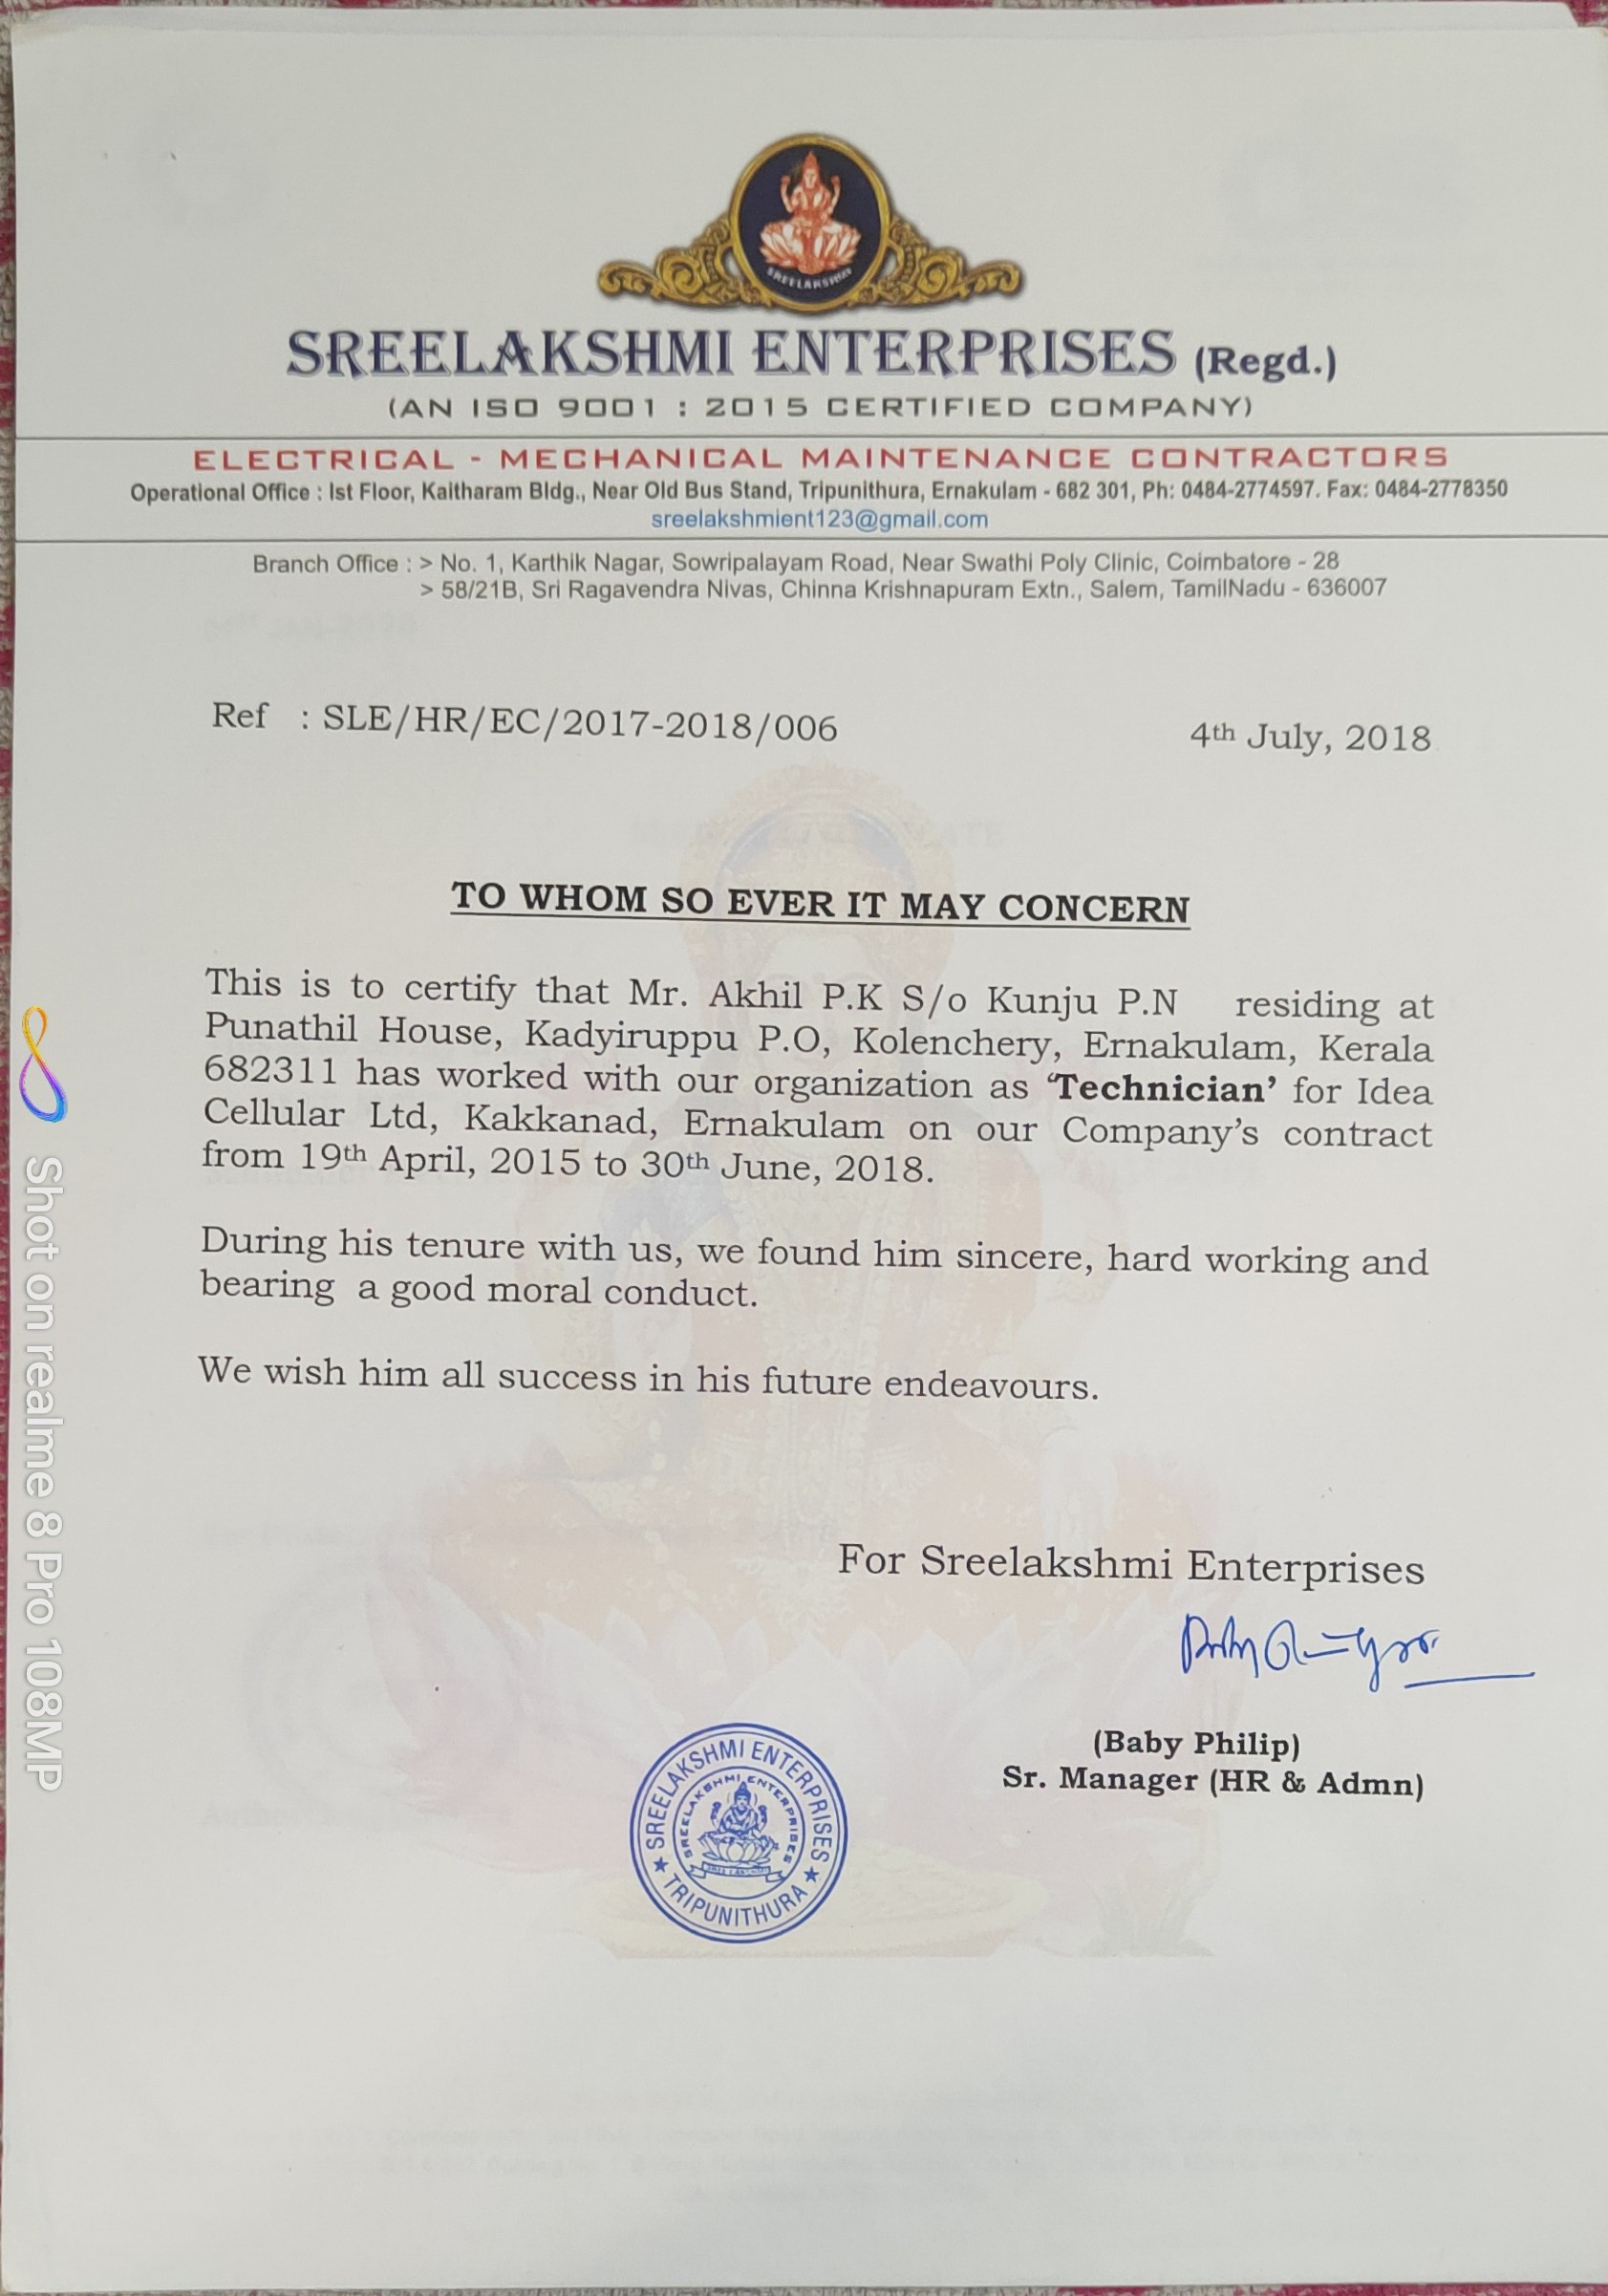 SREELAKSHMI
SREELAKSHMI ENTERPRISES (Regd.)
(AN ISO 9001 : 2015 CERTIFIED COMPANY)
ELECTRICAL - MECHANICAL MAINTENANCE CONTRACTORS
Operational Office : Ist Floor, Kaitharam Bldg., Near Old Bus Stand, Tripunithura, Ernakulam - 682 301, Ph: 0484-2774597. Fax: 0484-2778350
sreelakshmient123@gmail.com
Branch Office : > No. 1, Karthik Nagar, Sowripalayam Road, Near Swathi Poly Clinic, Coimbatore - 28
> 58/21B, Sri Ragavendra Nivas, Chinna Krishnapuram Extn., Salem, TamilNadu - 636007
Ref : SLE/HR/EC/2017-2018/006
4th July, 2018
TO WHOM SO EVER IT MAY CONCERN
This is to certify that Mr. Akhil P.K S/o Kunju P.N residing at
Punathil House, Kadyiruppu P.O, Kolenchery, Ernakulam, Kerala
682311 has worked with our organization as ‘Technician’ for Idea
Cellular Ltd, Kakkanad, Ernakulam on our Company’s contract
from 19th April, 2015 to 30th June, 2018.
During his tenure with us, we found him sincere, hard working and
bearing a good moral conduct.
We wish him all success in his future endeavours.
For Sreelakshmi Enterprises
(Baby Philip)
Sr. Manager (HR & Admn)
SREELAKSHMI ENTERPRISES
★ TRIPUNITHURA ★
SREELAKSHMI ENTERPRISES
Shot on realme 8 Pro 108MP